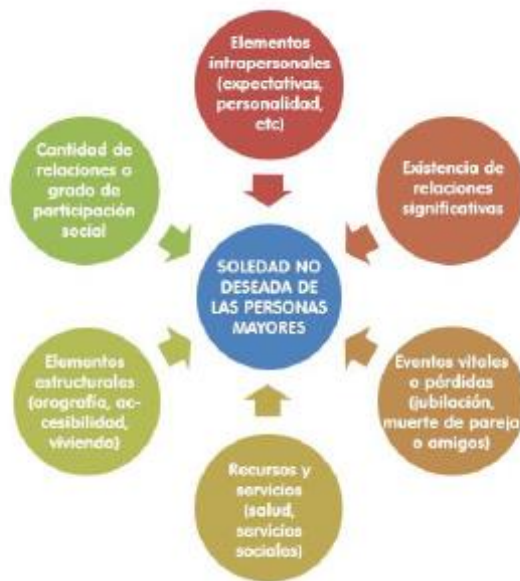 Elementos
intrapersonales
(expectativas,
personalidad,
etc)
Existencia de
relaciones
significativas
Eventos vitales
o pérdidas
(jubilación,
muerte de pareja
o amigos)
Recursos y
servicios
(salud,
servicios
sociales)
Elementos
estructurales
(orografía, ac-
cesibilidad,
vivienda)
Cantidad de
relaciones o
grado de
participación
social
SOLEDAD NO
DESEADA DE
LAS PERSONAS
MAYORES